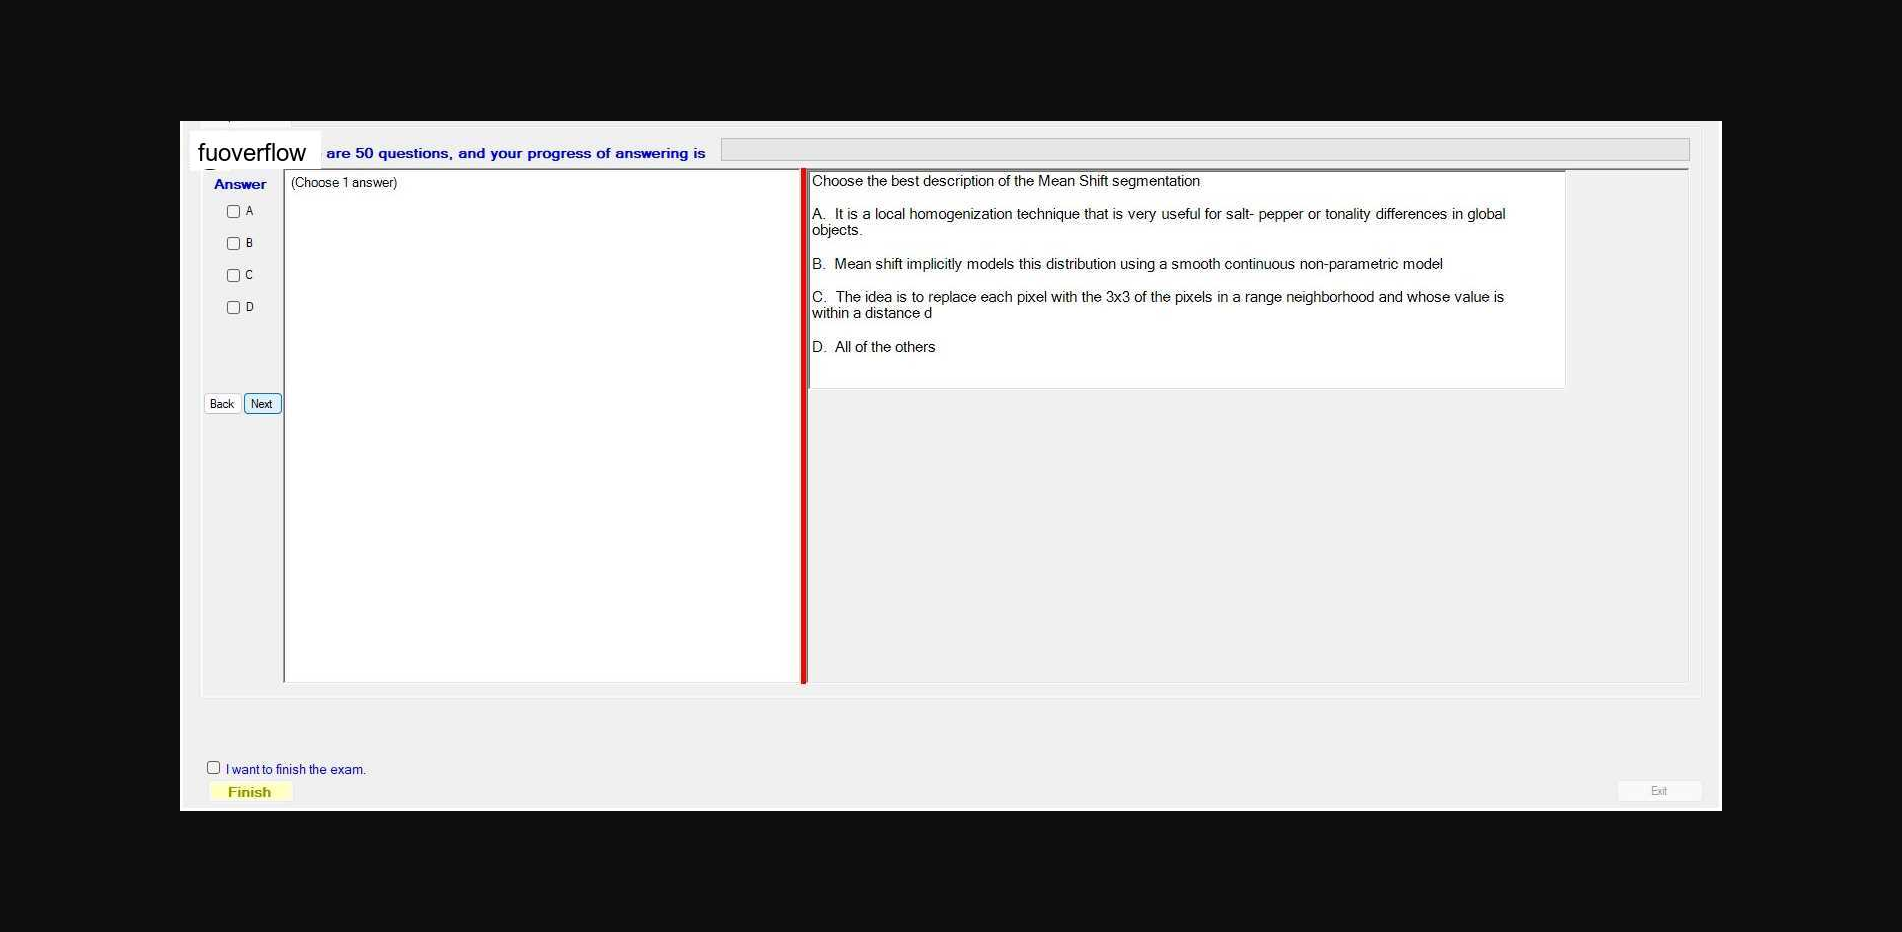 fuoverflow are 50 questions, and your progress of answering is
Answer
(Choose 1 answer)
A
B
C
D
Back Next
Choose the best description of the Mean Shift segmentation
A. It is a local homogenization technique that is very useful for salt- pepper or tonality differences in global
objects.
B. Mean shift implicitly models this distribution using a smooth continuous non-parametric model
C. The idea is to replace each pixel with the 3x3 of the pixels in a range neighborhood and whose value is
within a distance d
D. All of the others
I want to finish the exam.
Finish
Exit